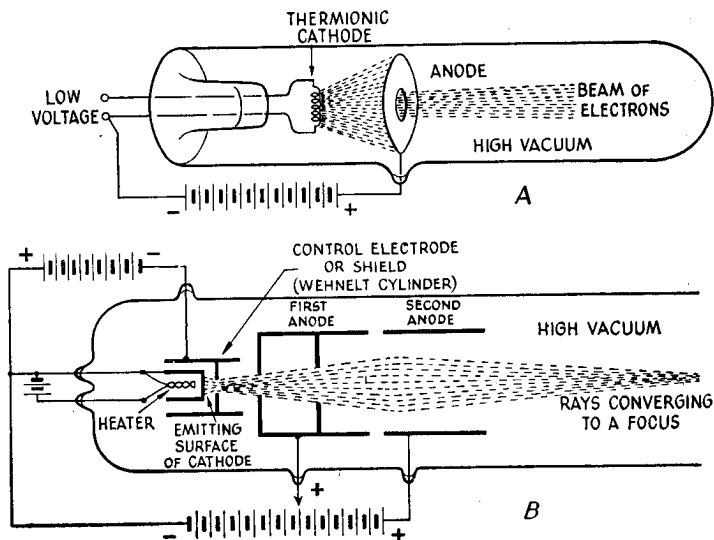 THERMIONIC
CATHODE
ANODE
LOW
VOLTAGE
BEAM OF
ELECTRONS
HIGH VACUUM
− +
A
+ −
CONTROL ELECTRODE
OR SHIELD
(WEHNELT CYLINDER)
FIRST
ANODE
SECOND
ANODE
HIGH VACUUM
HEATER
EMITTING
SURFACE
OF CATHODE
RAYS CONVERGING
TO A FOCUS
+
− +
B